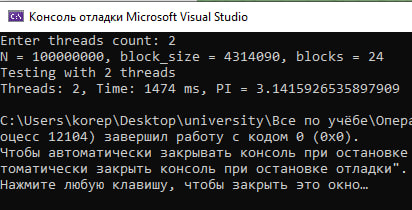 Консоль отладки Microsoft Visual Studio
Enter threads count: 2
N = 100000000, block_size = 4314090, blocks = 24
Testing with 2 threads
Threads: 2, Time: 1474 ms, PI = 3.1415926535897909
C:\Users\korep\Desktop\university\Все по учёбе\Опера
оцесс 12104) завершил работу с кодом 0 (0x0).
Чтобы автоматически закрывать консоль при остановке
томатически закрыть консоль при остановке отладки".
Нажмите любую клавишу, чтобы закрыть это окно…